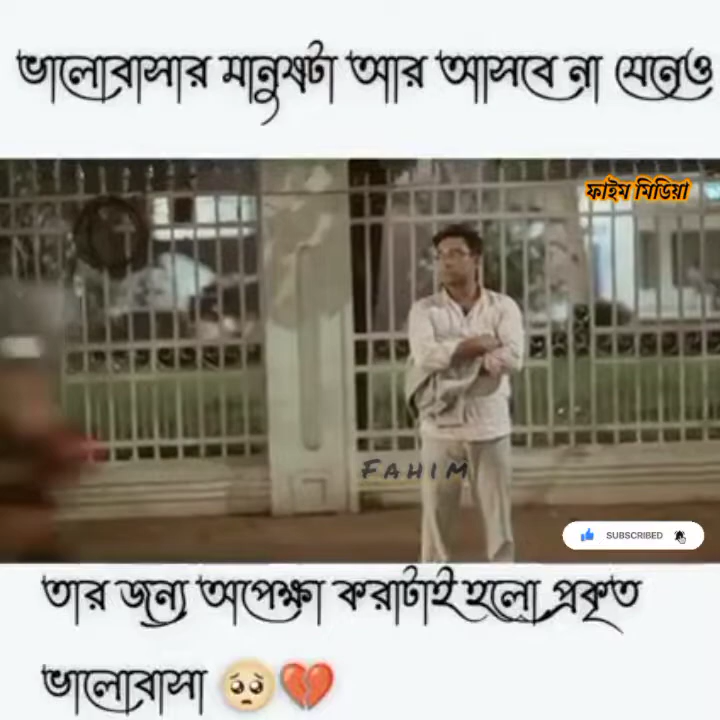 ভালোবাসার মানুষটা আর আসবে না যেনেও
ফাইম মিডিয়া
FAHIM
SUBSCRIBED
তার জন্য অপেক্ষা করাটাই হলো প্রকৃত
ভালোবাসা 🥺💔